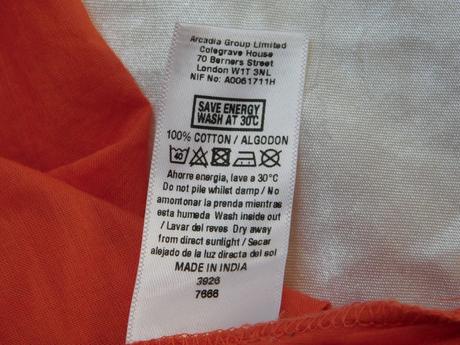 Arcadia Group Limited
Colegrave House
70 Berners Street
London W1T 3NL
NIF No: A0061711H
SAVE ENERGY
WASH AT 30°C
100% COTTON / ALGODON
40
Ahorre energia, lave a 30°C
Do not pile whilst damp / No
amontonar la prenda mientras
esta humeda Wash inside out
/ Lavar del reves Dry away
from direct sunlight / Secar
alejado de la luz directa del sol
MADE IN INDIA
3926
7666